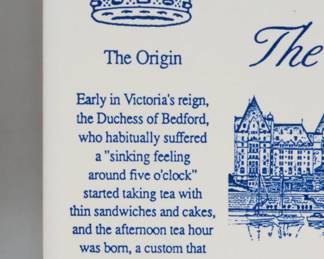 The Origin
The
Early in Victoria's reign,
the Duchess of Bedford,
who habitually suffered
a "sinking feeling
around five o'clock"
started taking tea with
thin sandwiches and cakes,
and the afternoon tea hour
was born, a custom that